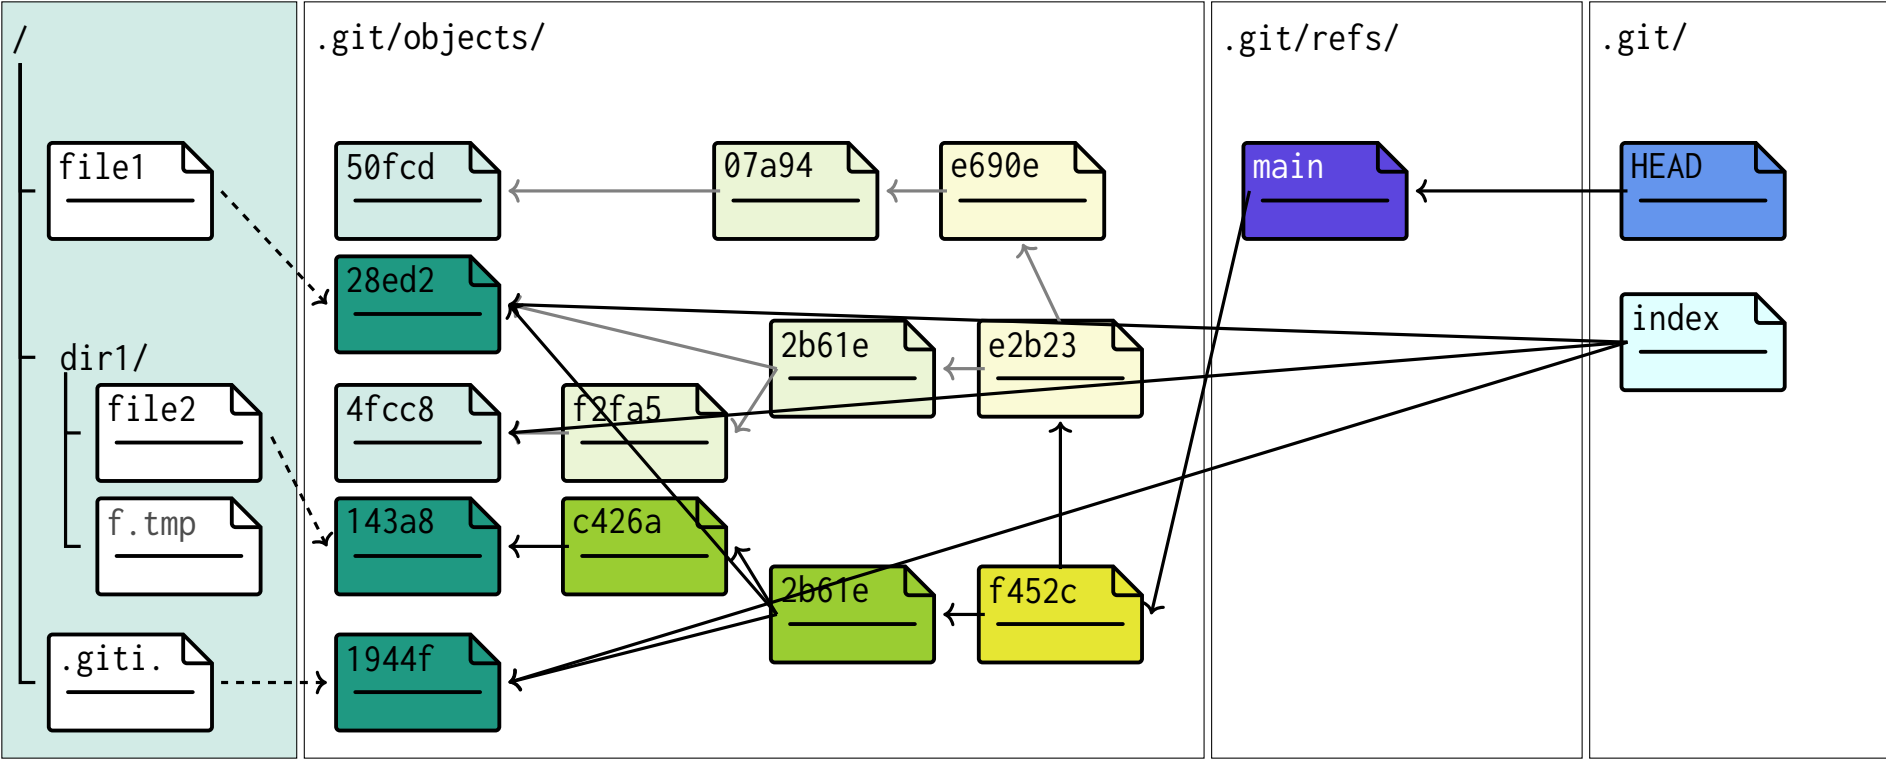 /
.git/objects/
.git/refs/
.git/
file1
50fcd
07a94
e690e
main
HEAD
28ed2
index
dir1/
2b61e
e2b23
file2
4fcc8
f2fa5
f.tmp
143a8
c426a
2b61e
f452c
.giti.
1944f